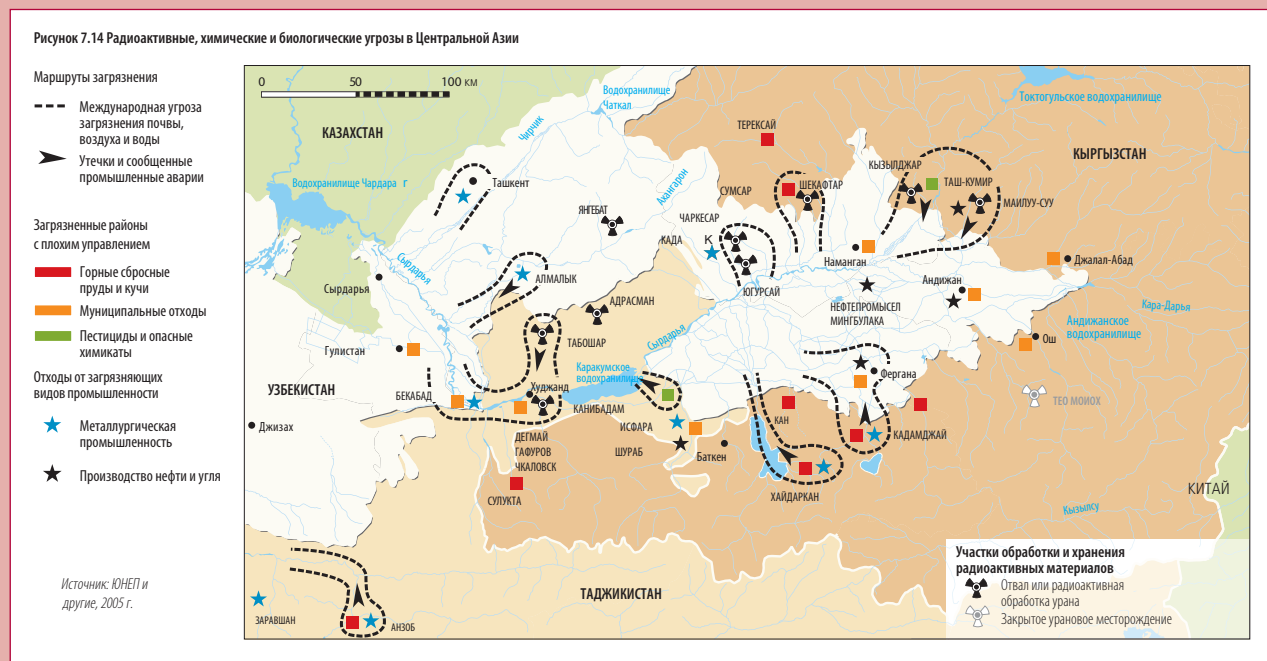 Рисунок 7.14 Радиоактивные, химические и биологические угрозы в Центральной Азии
Маршруты загрязнения
Международная угроза
загрязнения почвы,
воздуха и воды
Утечки и сообщенные
промышленные аварии
Загрязненные районы
с плохим управлением
Горные сбросные
пруды и кучи
Муниципальные отходы
Пестициды и опасные
химикаты
Отходы от загрязняющих
видов промышленности
Металлургическая
промышленность
Производство нефти и угля
Источник: ЮНЕП и
другие, 2005 г.
0 50 100 км
КАЗАХСТАН
Чирчик
Водохранилище
Чаткал
Водохранилище Чардара г
Ташкент
ЯНГЕБАТ
Ахангарон
ТЕРЕКСАЙ
СУМСАР
ШЕКАФТАР
КЫЗЫЛДЖАР
ТАШ-КУМИР
МАИЛУУ-СУУ
Токтогульское водохранилище
КЫРГЫЗСТАН
ЧАРКЕСАР
КАДА
К
ЮГУРСАЙ
Наманган
Андижан
НЕФТЕПРОМЫСЕЛ
МИНГБУЛАКА
Джалал-Абад
Кара-Дарья
Андижанское
водохранилище
Ош
ТЕО МОИОХ
Сырдарья
Сырдарья
АЛМАЛЫК
АДРАСМАН
ТАБОШАР
Сырдарья
Гулистан
УЗБЕКИСТАН
БЕКАБАД
Джизах
Худжанд
Каракумское
водохранилище
КАНИБАДАМ
ДЕГМАЙ
ГАФУРОВ
ЧКАЛОВСК
СУЛУКТА
ИСФАРА
ШУРАБ
Баткен
КАН
Фергана
КАДАМДЖАЙ
ХАЙДАРКАН
КИТАЙ
Кызылсу
ТАДЖИКИСТАН
ЗАРАВШАН
АНЗОБ
Участки обработки и хранения
радиоактивных материалов
Отвал или радиоактивная
обработка урана
Закрытое урановое месторождение